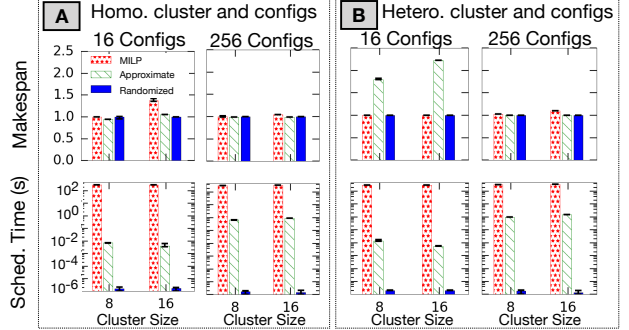 A Homo. cluster and configs
16 Configs 256 configs
B Hetero. cluster and configs
16 Configs 256 configs
Makespan
2.5
2.0
1.5
1.0
0.5
0.0
MILP
Approximate
Randomized
Sched. Time (s)
10^2
10^0
10^-2
10^-4
10^-6
8 16
Cluster Size
8 16
Cluster Size
8 16
Cluster Size
8 16
Cluster Size